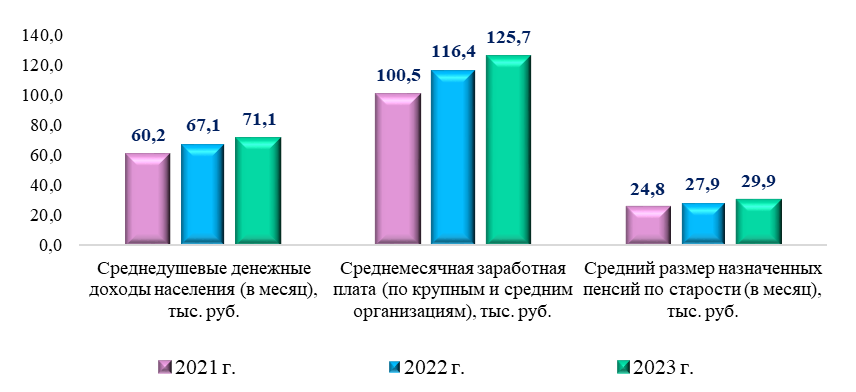 140,0
120,0
100,0
80,0
60,0
40,0
20,0
0,0
60,2
67,1
71,1
100,5
116,4
125,7
24,8
27,9
29,9
Среднедушевые денежные
доходы населения (в месяц),
тыс. руб.
Среднемесячная заработная
плата (по крупным и средним
организациям), тыс. руб.
Средний размер назначенных
пенсий по старости (в месяц),
тыс. руб.
2021 г.
2022 г.
2023 г.